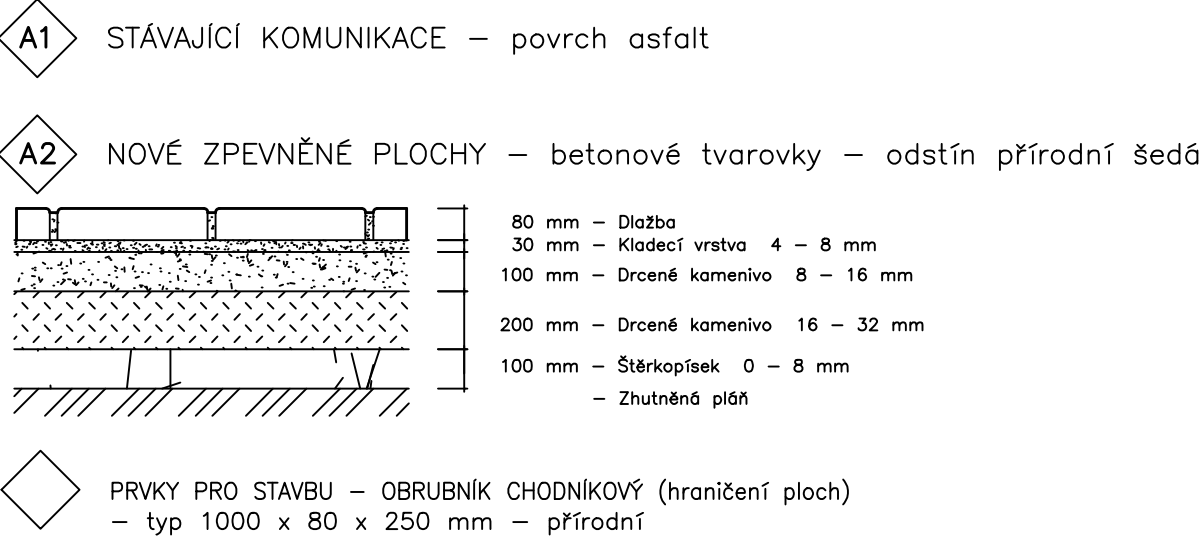 A1 STÁVAJÍCÍ KOMUNIKACE – povrch asfalt
A2 NOVÉ ZPEVNĚNÉ PLOCHY – betonové tvarovky – odstín přírodní šedá
80 mm – Dlažba
30 mm – Kladecí vrstva 4 – 8 mm
100 mm – Drcené kamenivo 8 – 16 mm
200 mm – Drcené kamenivo 16 – 32 mm
100 mm – Štěrkopísek 0 – 8 mm
– Zhutněná pláň
PRVKY PRO STAVBU – OBRUBNÍK CHODNÍKOVÝ (hraničení ploch)
– typ 1000 x 80 x 250 mm – přírodní